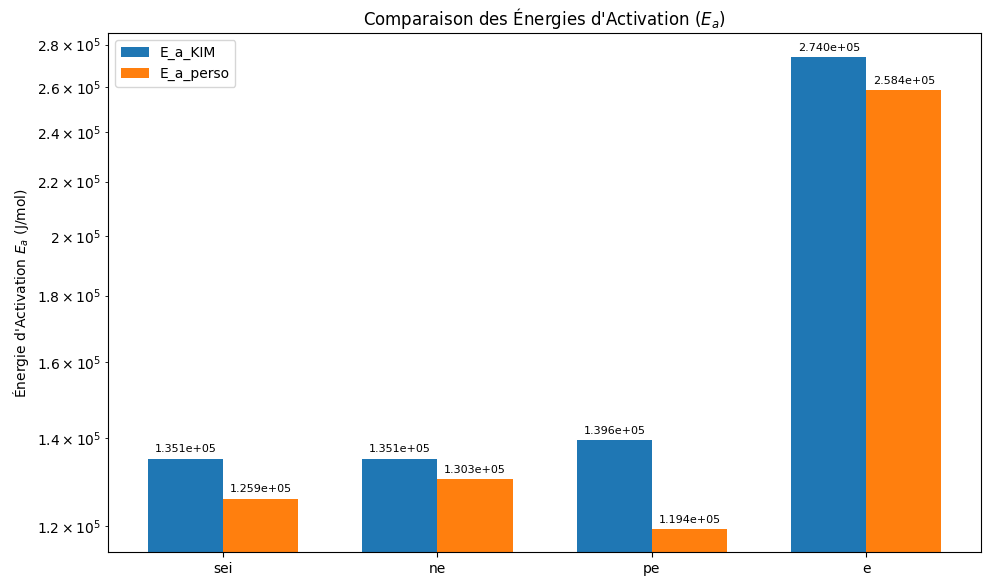 Comparaison des Énergies d'Activation (E_a)
E_a_KIM
E_a_perso
Énergie d'Activation E_a (J/mol)
2.8 × 10^5
2.6 × 10^5
2.4 × 10^5
2.2 × 10^5
2 × 10^5
1.8 × 10^5
1.6 × 10^5
1.4 × 10^5
1.2 × 10^5
1.351e+05
1.259e+05
1.351e+05
1.303e+05
1.396e+05
1.194e+05
2.740e+05
2.584e+05
sei
ne
pe
e